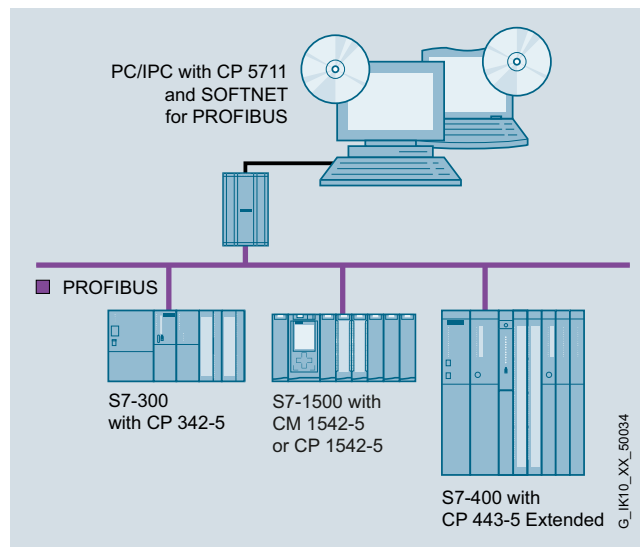 PC/IPC with CP 5711
and SOFTNET
for PROFIBUS
PROFIBUS
S7-300
with CP 342-5
S7-1500 with
CM 1542-5
or CP 1542-5
S7-400 with
CP 443-5 Extended
G_IK10_XX_50034